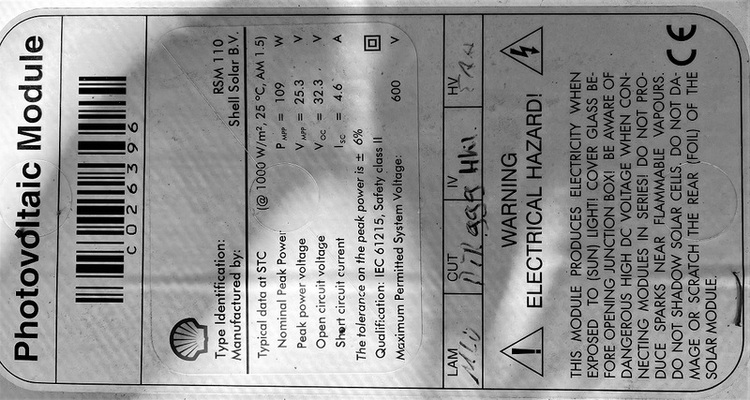 Photovoltaic Module
C026396
Type Identification: RSM 110
Manufactured by: Shell Solar B.V.
Typical data at STC (@ 1000 W/m², 25 °C, AM 1.5)
Nominal Peak Power P MPP = 109 W
Peak power voltage V MPP = 25.3 V
Open circuit voltage V OC = 32.3 V
Short circuit current I SC = 4.6 A
The tolerance on the peak power is ± 6%
Qualification: IEC 61215, Safety class II
Maximum Permitted System Voltage: 600 V
LAM CUT IV HV
WARNING
ELECTRICAL HAZARD!
THIS MODULE PRODUCES ELECTRICITY WHEN
EXPOSED TO (SUN) LIGHT! COVER GLASS BE-
FORE OPENING JUNCTION BOX! BE AWARE OF
DANGEROUS HIGH DC VOLTAGE WHEN CON-
NECTING MODULES IN SERIES! DO NOT PRO-
DUCE SPARKS NEAR FLAMMABLE VAPOURS.
DO NOT SHADOW SOLAR CELLS. DO NOT DA-
MAGE OR SCRATCH THE REAR (FOIL) OF THE
SOLAR MODULE.
CE